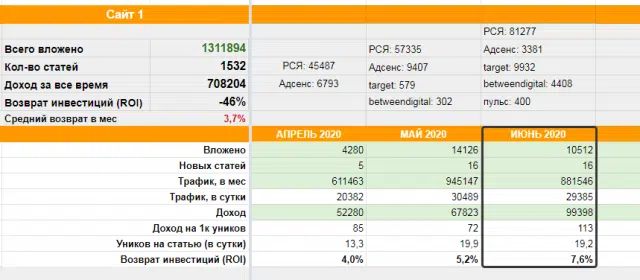 Сайт 1
РСЯ: 81277
Всего вложено 1311894 РСЯ: 57335 Адсенс: 3381
Кол-во статей 1532 РСЯ: 45487 Адсенс: 9407 target: 9932
Доход за все время 708204 Адсенс: 6793 target: 579 betweendigital: 4408
Возврат инвестиций (ROI) -46% betweendigital: 302 пульс: 400
Средний возврат в мес 3,7%
АПРЕЛЬ 2020 МАЙ 2020 ИЮНЬ 2020
Вложено 4280 14126 10512
Новых статей 5 16 16
Трафик, в мес 611463 945147 881546
Трафик, в сутки 20382 30489 29385
Доход 52280 67823 99398
Доход на 1к уников 85 72 113
Уников на статью (в сутки) 13,3 19,9 19,2
Возврат инвестиций (ROI) 4,0% 5,2% 7,6%